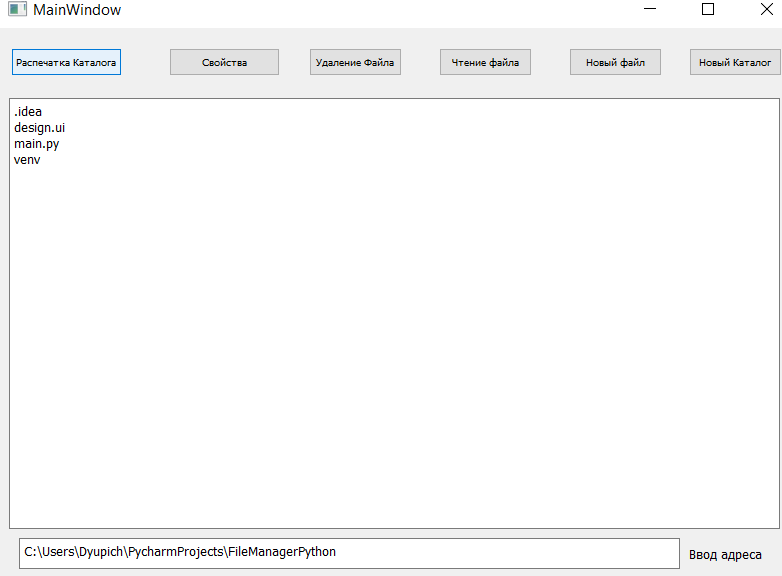 MainWindow
Распечатка Каталога Свойства Удаление Файла Чтение файла Новый файл Новый Каталог
.idea
design.ui
main.py
venv
C:\Users\Dyupich\PycharmProjects\FileManagerPython Ввод адреса